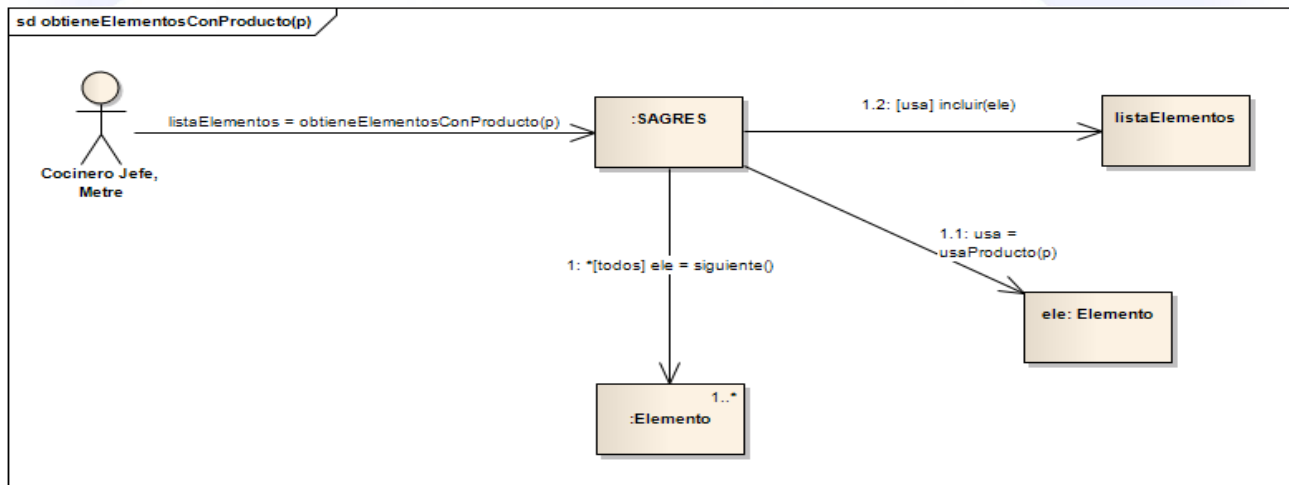 sd obtieneElementosConProducto(p)
Cocinero Jefe,
Metre
listaElementos = obtieneElementosConProducto(p)
:SAGRES
1.2: [usa] incluir(ele)
listaElementos
1.1: usa =
usaProducto(p)
ele: Elemento
1: *[todos] ele = siguiente()
1..*
:Elemento